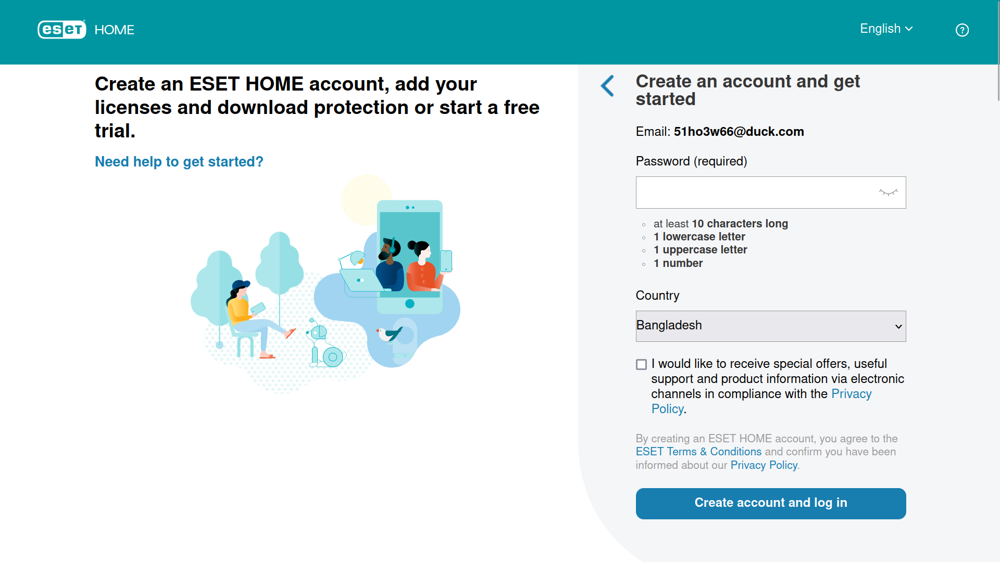 eset HOME
English
Create an ESET HOME account, add your
licenses and download protection or start a free
trial.
Need help to get started?
Create an account and get
started
Email: 51ho3w66@duck.com
Password (required)
at least 10 characters long
1 lowercase letter
1 uppercase letter
1 number
Country
Bangladesh
I would like to receive special offers, useful
support and product information via electronic
channels in compliance with the Privacy
Policy.
By creating an ESET HOME account, you agree to the
ESET Terms & Conditions and confirm you have been
informed about our Privacy Policy.
Create account and log in